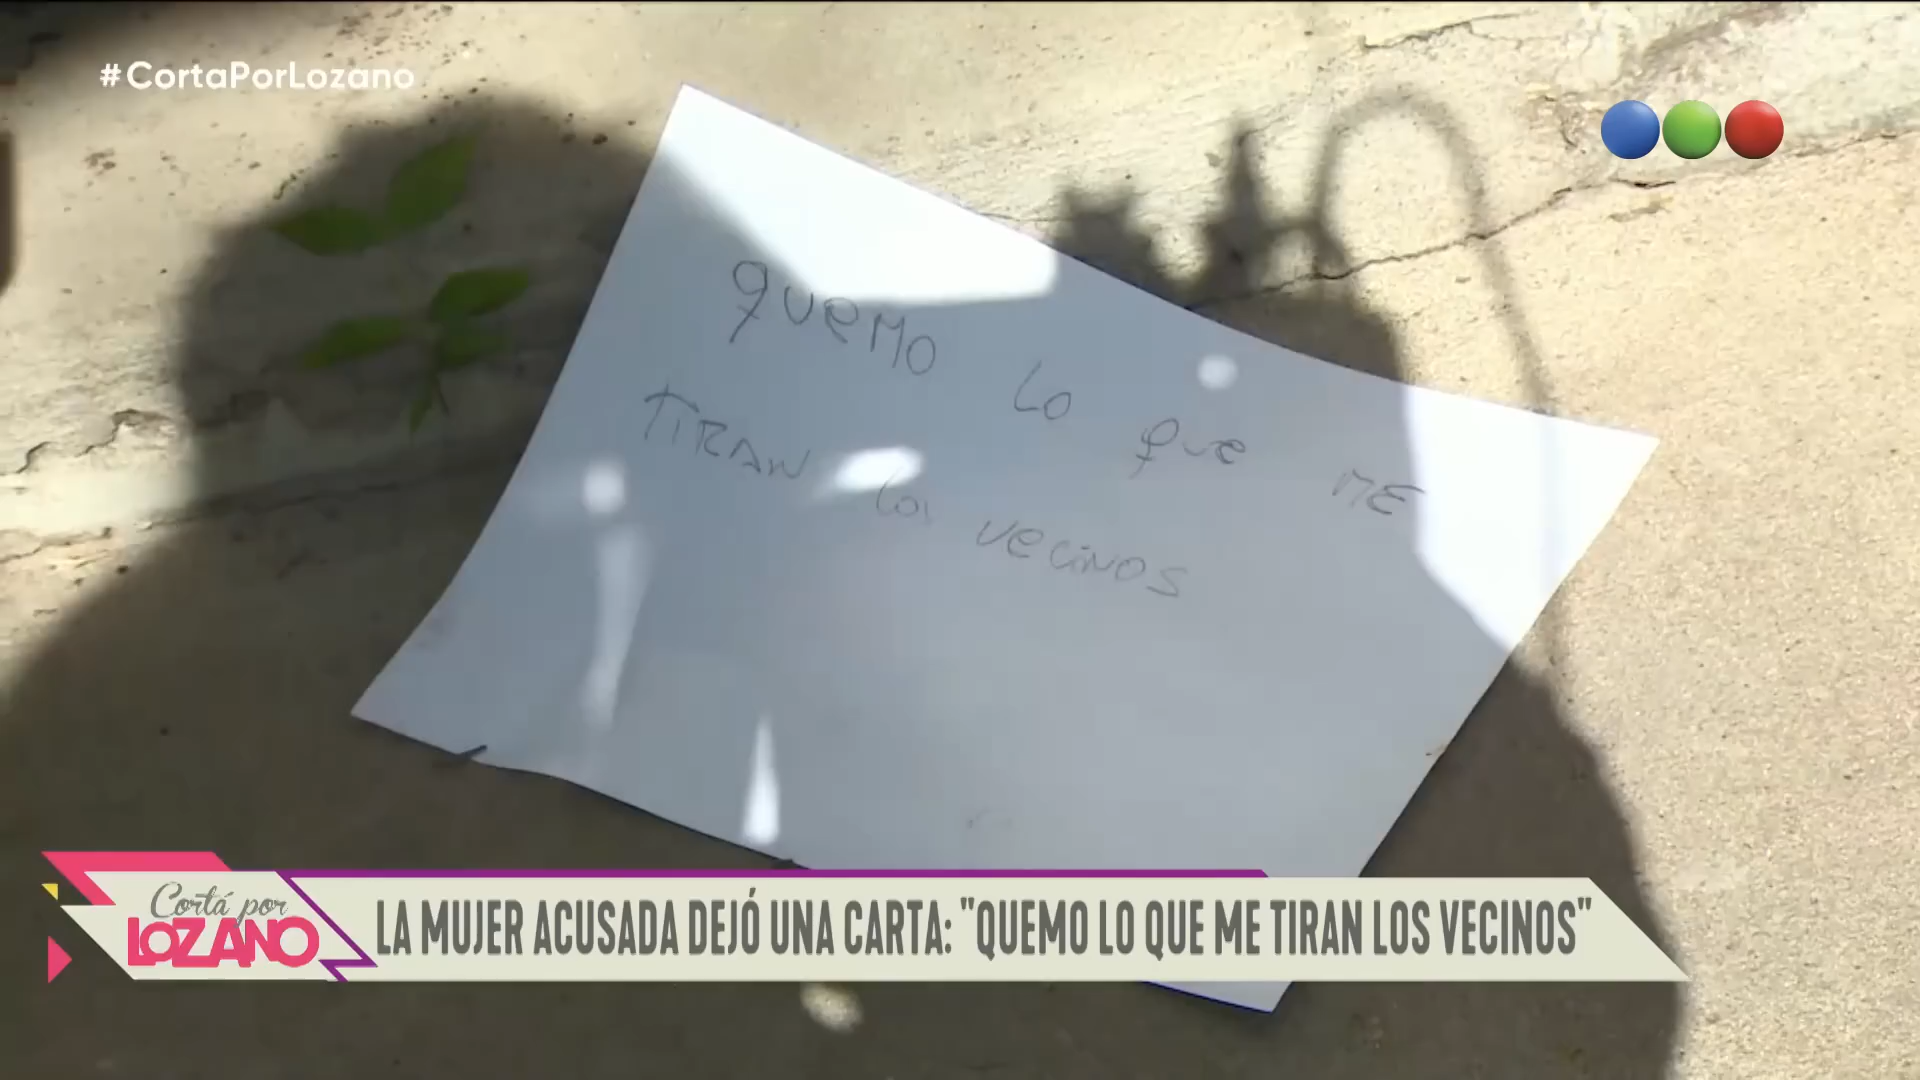 #CortaPorLozano
quemo lo que ME
TIRAN los vecinos
Cortá por
LOZANO
LA MUJER ACUSADA DEJÓ UNA CARTA: "QUEMO LO QUE ME TIRAN LOS VECINOS"